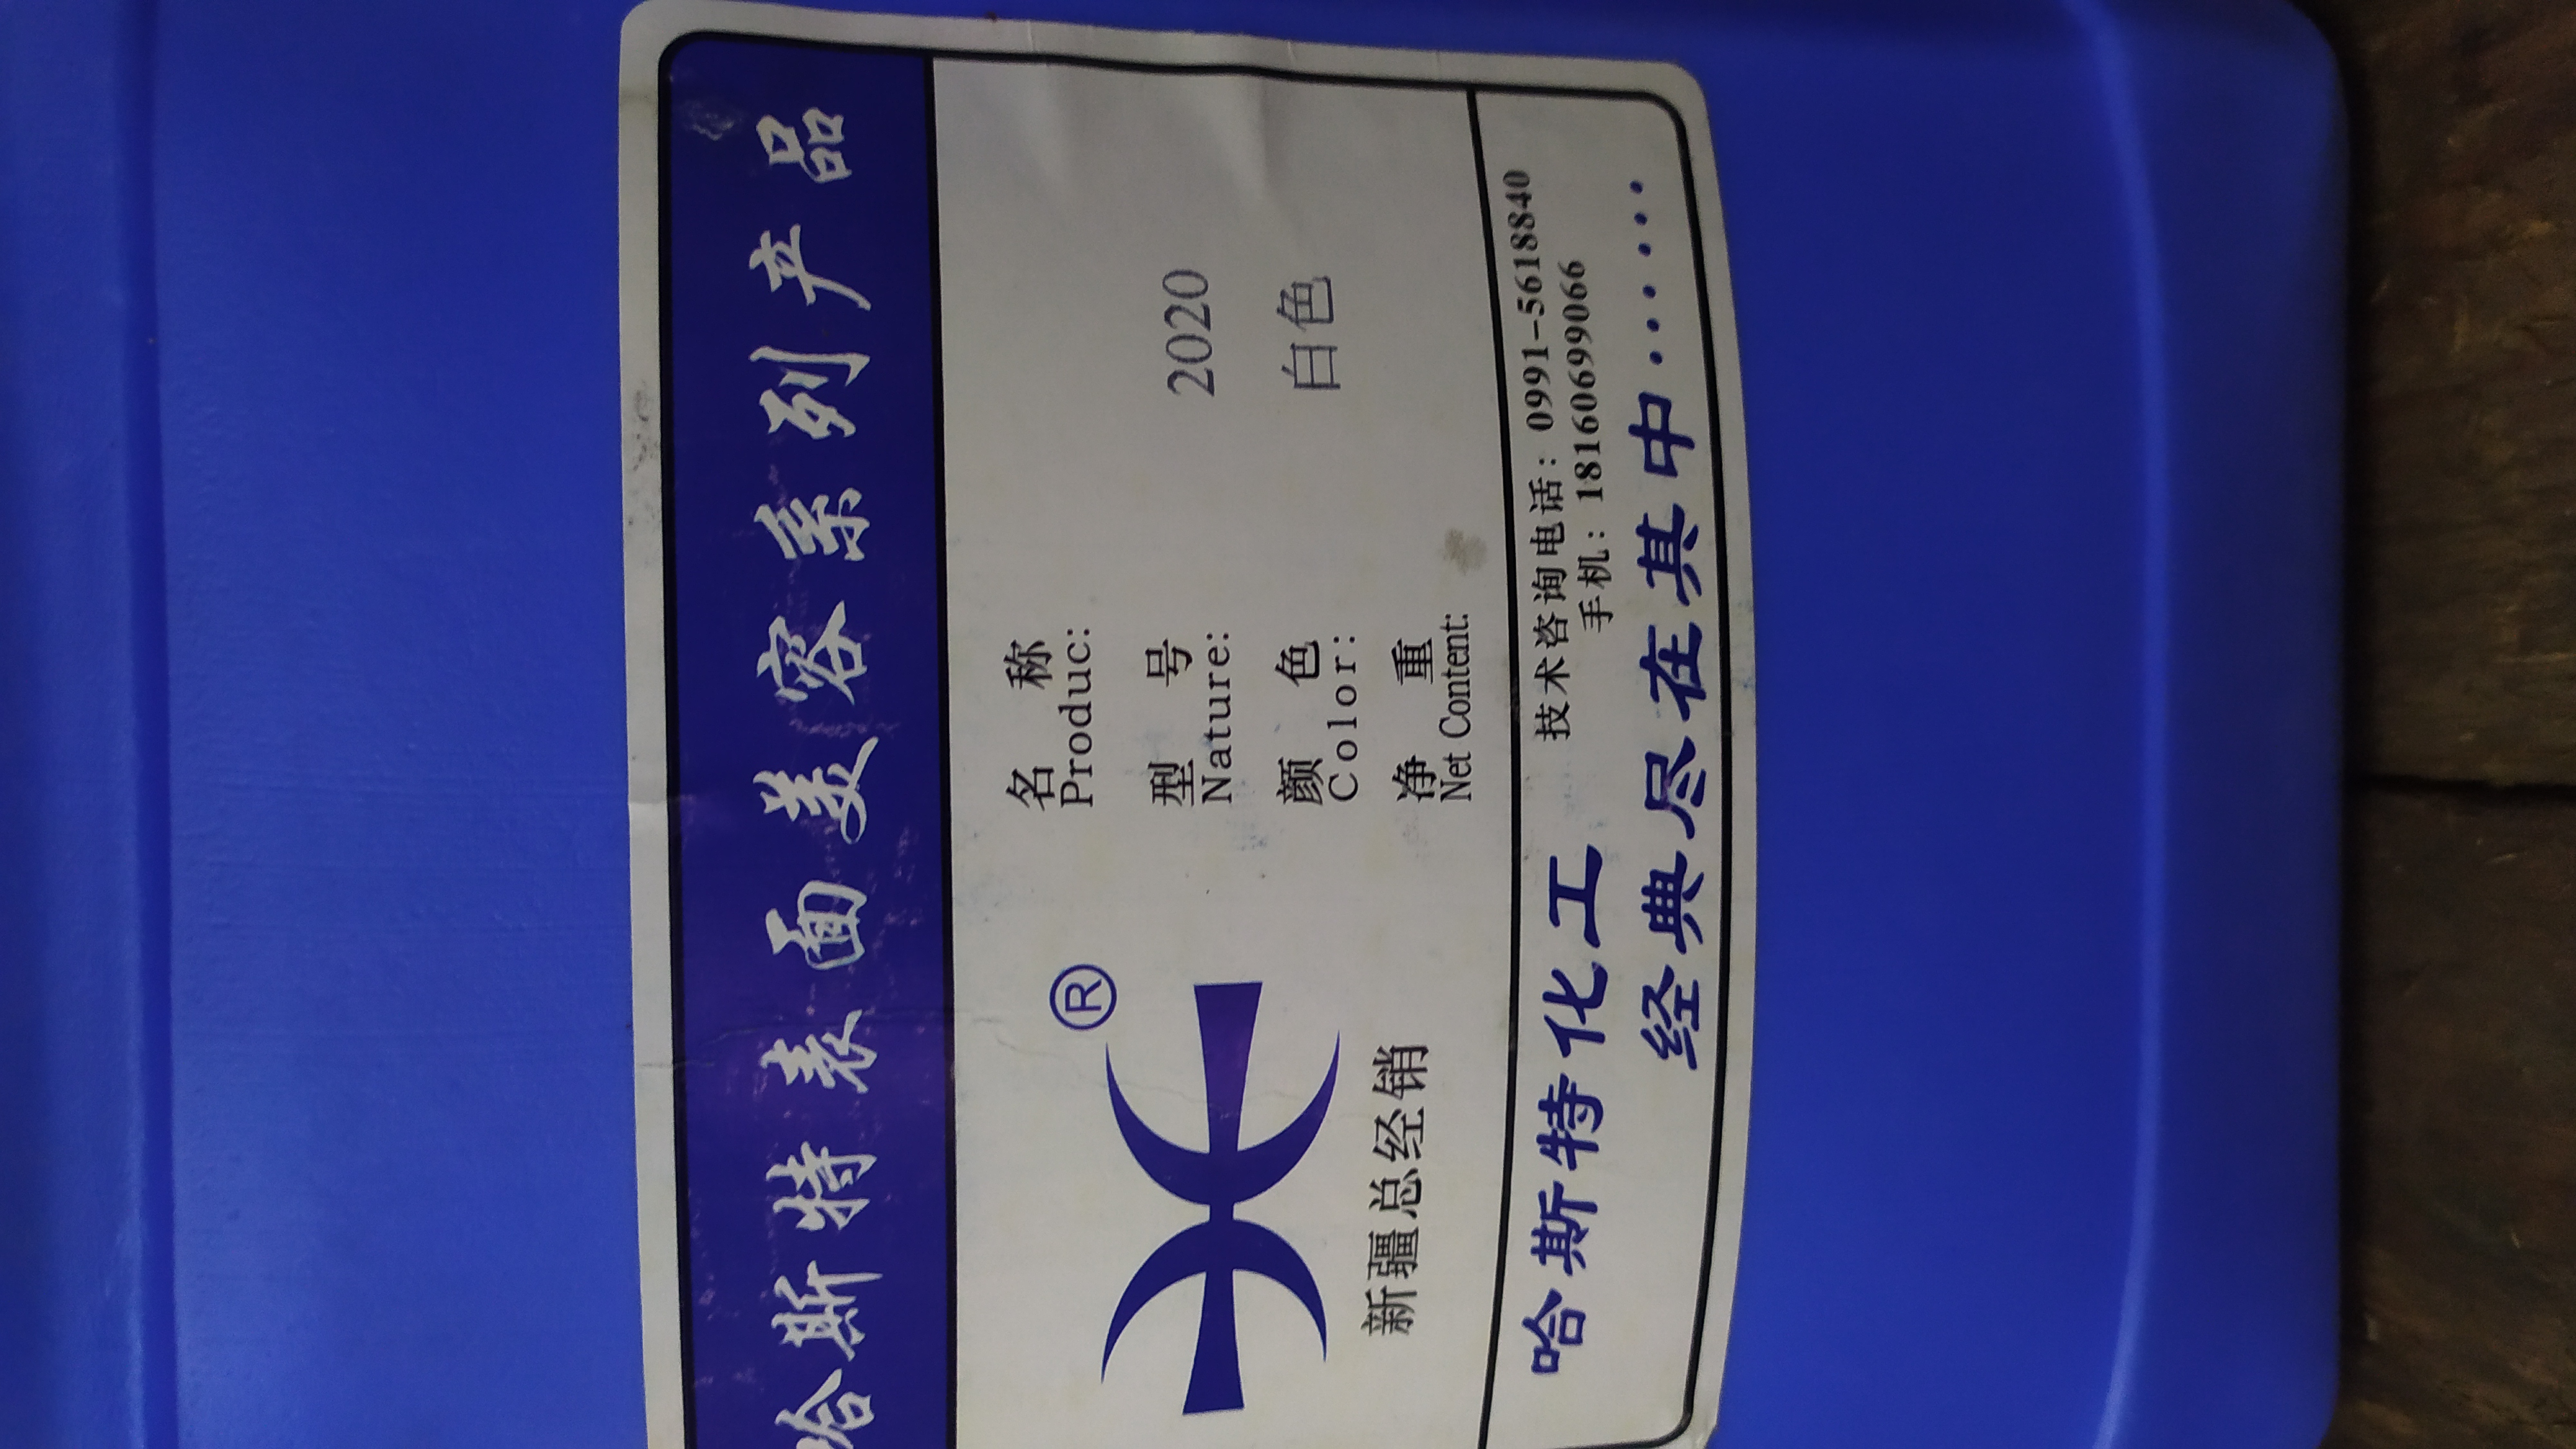 哈斯特表面美容系列产品
®
新疆总经销
名 称
Produc:
型 号 2020
Nature:
颜 色 白色
Color:
净 重
Net Content:
哈斯特化工 技术咨询电话：0991-5618840
手机：18160699066
经典尽在其中······